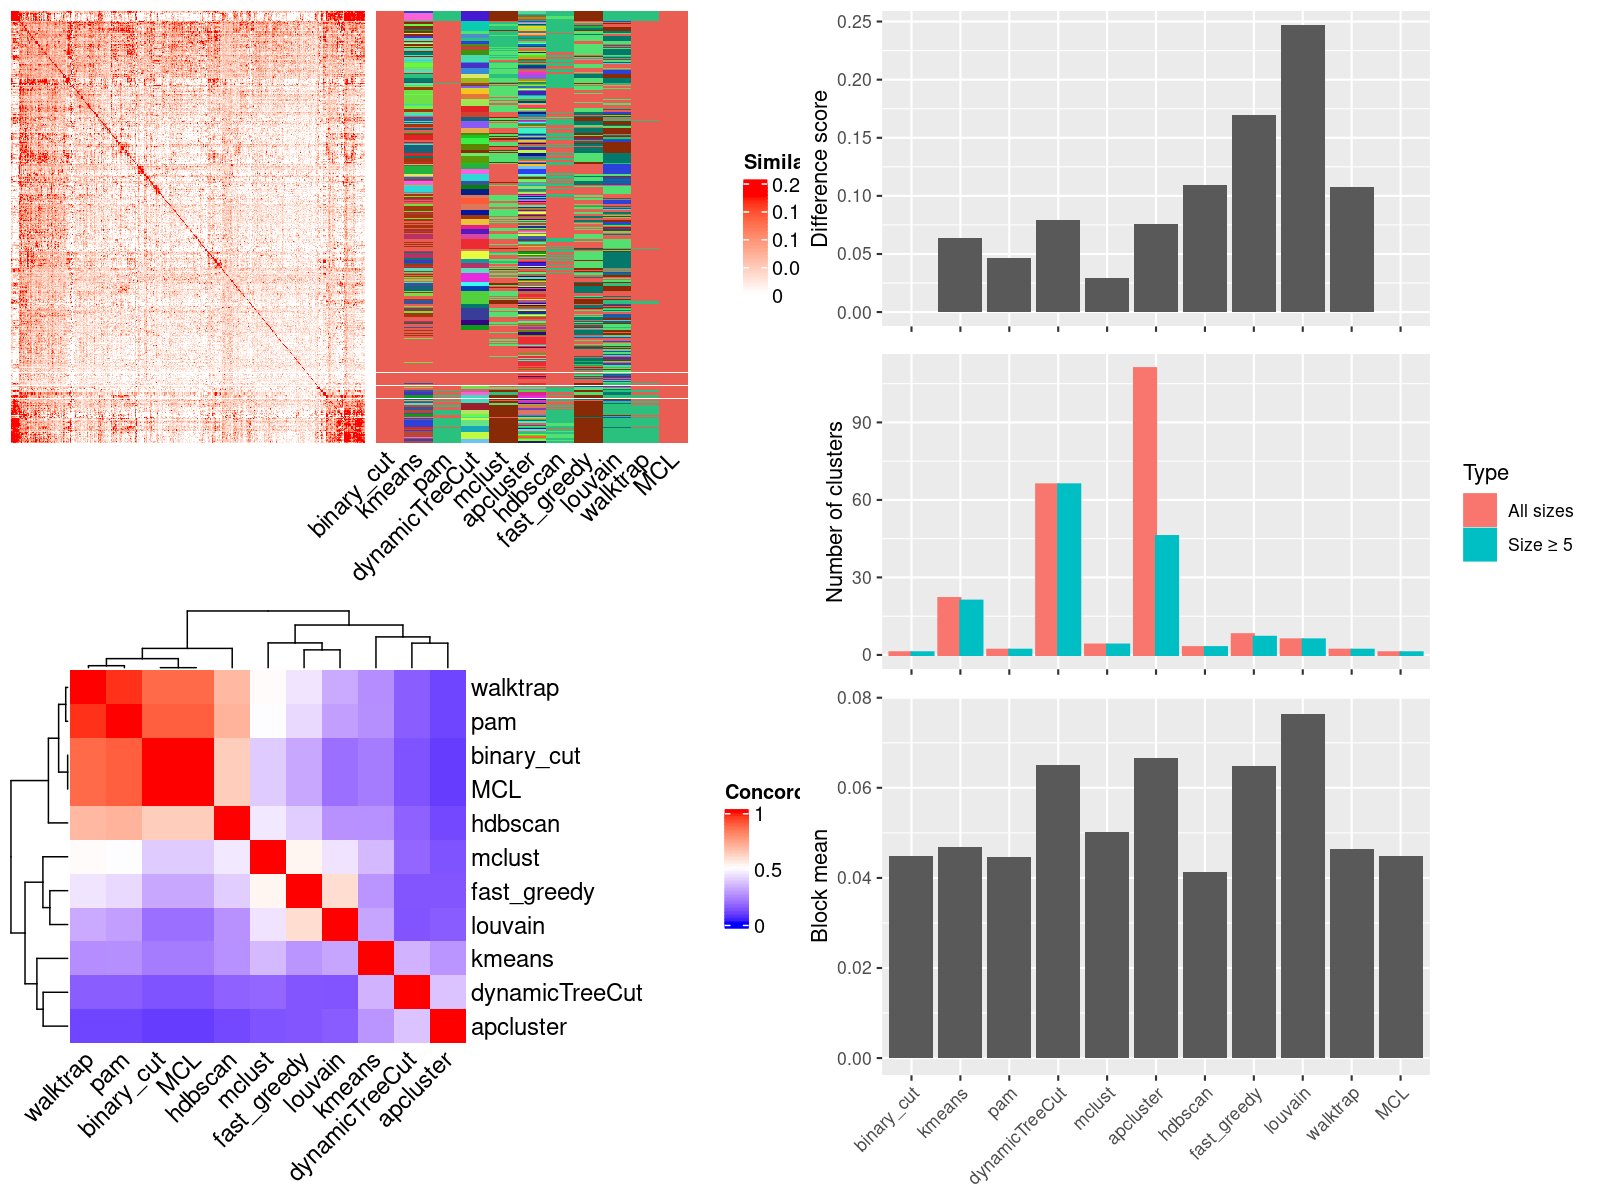 Simila
0.2
0.1
0.1
0.0
0
binary_cut
kmeans
pam
dynamicTreeCut
mclust
apcluster
hdbscan
fast_greedy
louvain
walktrap
MCL
walktrap
pam
binary_cut
MCL
hdbscan
mclust
fast_greedy
louvain
kmeans
dynamicTreeCut
apcluster
walktrap
pam
binary_cut
MCL
hdbscan
mclust
fast_greedy
louvain
kmeans
dynamicTreeCut
apcluster
Concord
1
0.5
0
Difference score
0.25
0.20
0.15
0.10
0.05
0.00
Number of clusters
90
60
30
0
Type
All sizes
Size ≥ 5
Block mean
0.08
0.06
0.04
0.02
0.00
binary_cut
kmeans
pam
dynamicTreeCut
mclust
apcluster
hdbscan
fast_greedy
louvain
walktrap
MCL